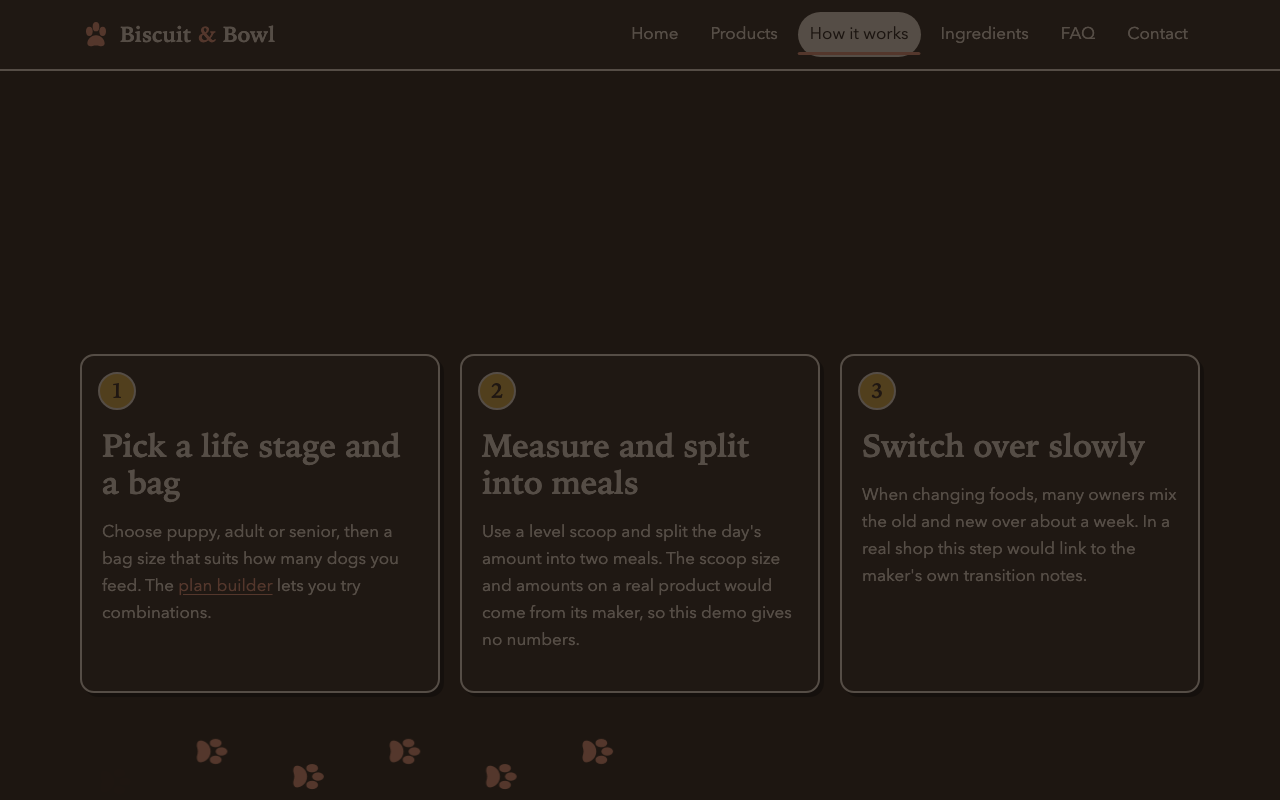 Biscuit & Bowl
Home
Products
How it works
Ingredients
FAQ
Contact
1
Pick a life stage and
a bag
Choose puppy, adult or senior, then a
bag size that suits how many dogs you
feed. The plan builder lets you try
combinations.
2
Measure and split
into meals
Use a level scoop and split the day's
amount into two meals. The scoop size
and amounts on a real product would
come from its maker, so this demo gives
no numbers.
3
Switch over slowly
When changing foods, many owners mix
the old and new over about a week. In a
real shop this step would link to the
maker's own transition notes.